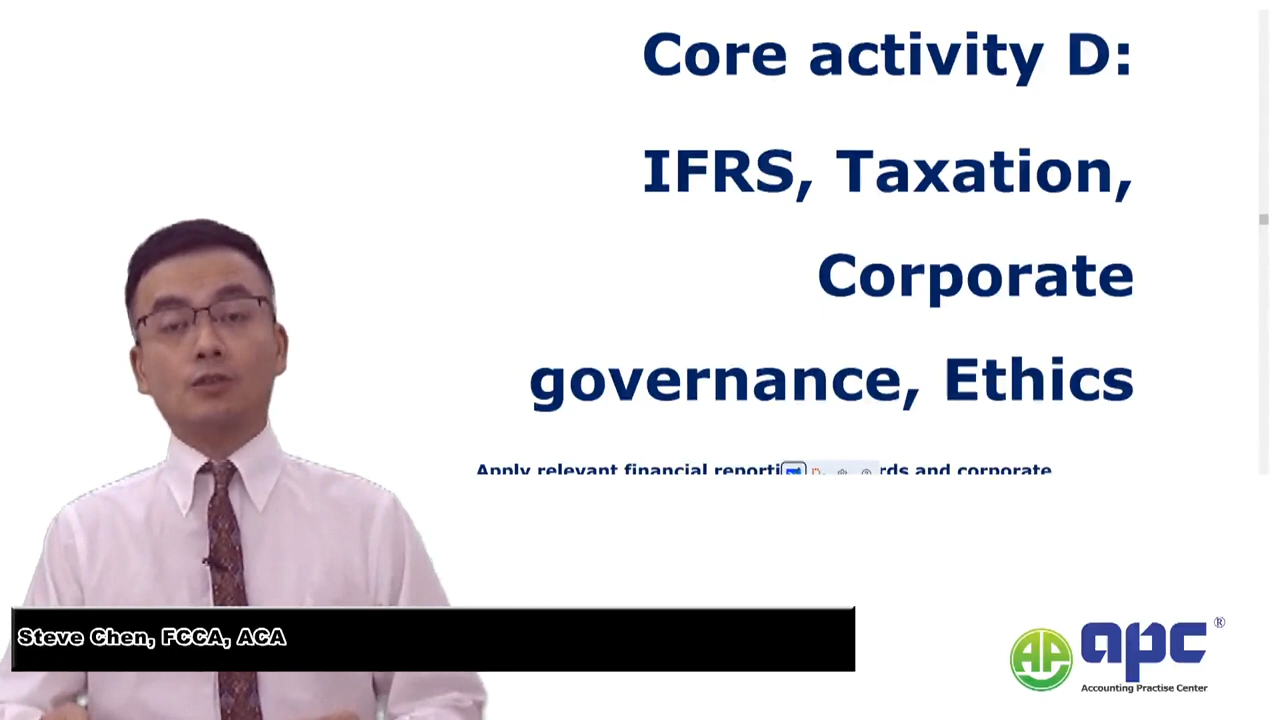 Core activity D:
IFRS, Taxation,
Corporate
governance, Ethics
Apply relevant financial reporti
rds and corporate
Steve Chen, FCCA, ACA
apc®
Accounting Practise Center